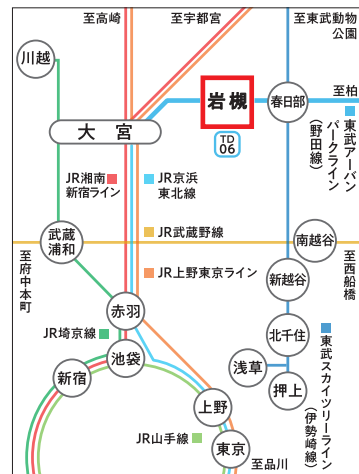 至高崎
至宇都宮
至東武動物
公園
川越
岩槻
TD
06
春日部
至柏
東武アーバン
パークライン
(野田線)
大宮
JR湘南
新宿ライン
JR京浜
東北線
JR武蔵野線
武蔵
浦和
南越谷
至府中本町
至西船橋
JR上野東京ライン
新越谷
赤羽
JR埼京線
北千住
池袋
浅草
押上
東武スカイツリーライン
(伊勢崎線)
新宿
上野
JR山手線
東京
至品川